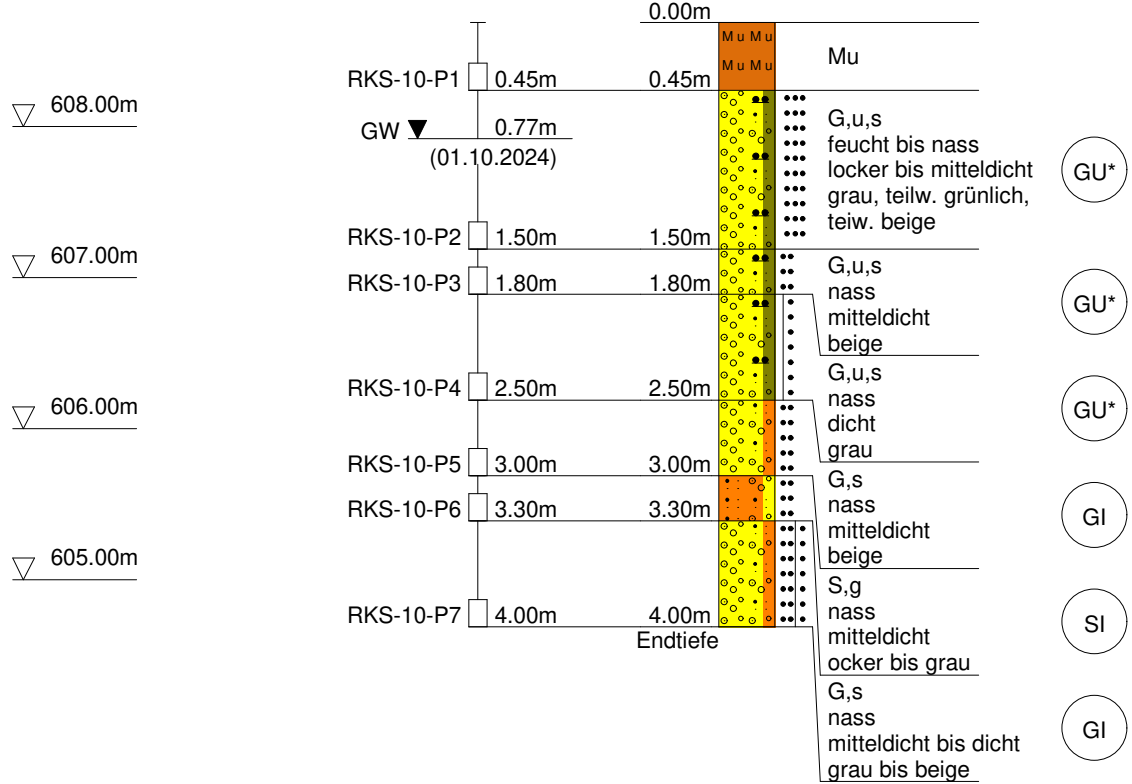 0.00m
Mu Mu
Mu Mu
Mu
RKS-10-P1 0.45m 0.45m
608.00m
GW 0.77m
(01.10.2024)
G,u,s
feucht bis nass
locker bis mitteldicht
grau, teilw. grünlich,
teiw. beige
GU*
RKS-10-P2 1.50m 1.50m
607.00m
RKS-10-P3 1.80m 1.80m
G,u,s
nass
mitteldicht
beige
GU*
RKS-10-P4 2.50m 2.50m
606.00m
G,u,s
nass
dicht
grau
GU*
RKS-10-P5 3.00m 3.00m
G,s
nass
mitteldicht
beige
GI
RKS-10-P6 3.30m 3.30m
605.00m
S,g
nass
mitteldicht
ocker bis grau
SI
RKS-10-P7 4.00m 4.00m
Endtiefe
G,s
nass
mitteldicht bis dicht
grau bis beige
GI